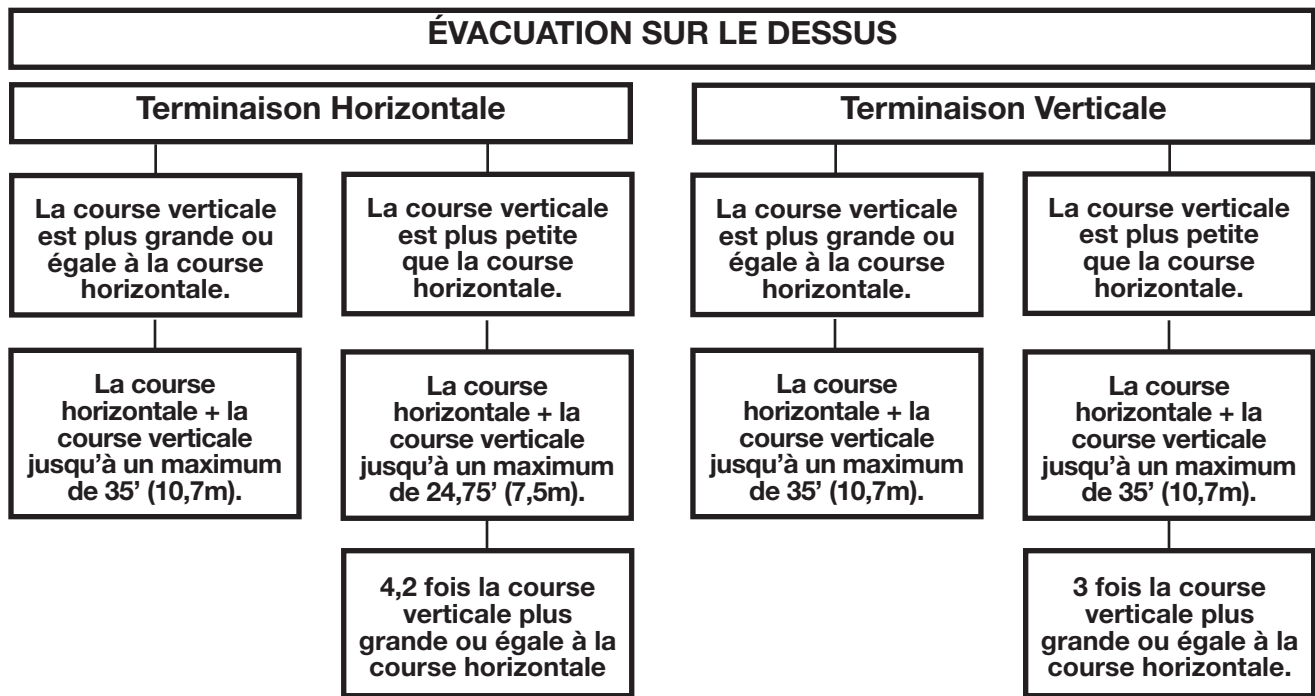 ÉVACUATION SUR LE DESSUS
Terminaison Horizontale
Terminaison Verticale
La course verticale
est plus grande ou
égale à la course
horizontale.
La course verticale
est plus petite
que la course
horizontale.
La course verticale
est plus grande ou
égale à la course
horizontale.
La course verticale
est plus petite
que la course
horizontale.
La course
horizontale + la
course verticale
jusqu’à un maximum
de 35’ (10,7m).
La course
horizontale + la
course verticale
jusqu’à un maximum
de 24,75’ (7,5m).
La course
horizontale + la
course verticale
jusqu’à un maximum
de 35’ (10,7m).
La course
horizontale + la
course verticale
jusqu’à un maximum
de 35’ (10,7m).
4,2 fois la course
verticale plus
grande ou égale à la
course horizontale
3 fois la course
verticale plus
grande ou égale à la
course horizontale.